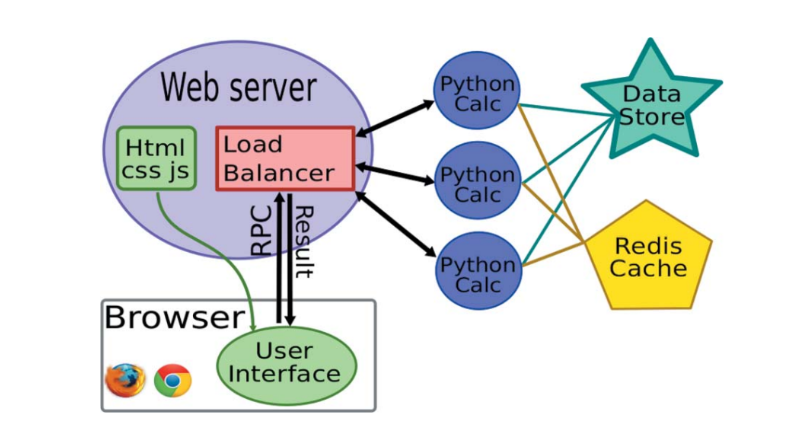 Web server
Html
css js
Load
Balancer
RPC
Result
Browser
User
Interface
Python
Calc
Python
Calc
Python
Calc
Data
Store
Redis
Cache